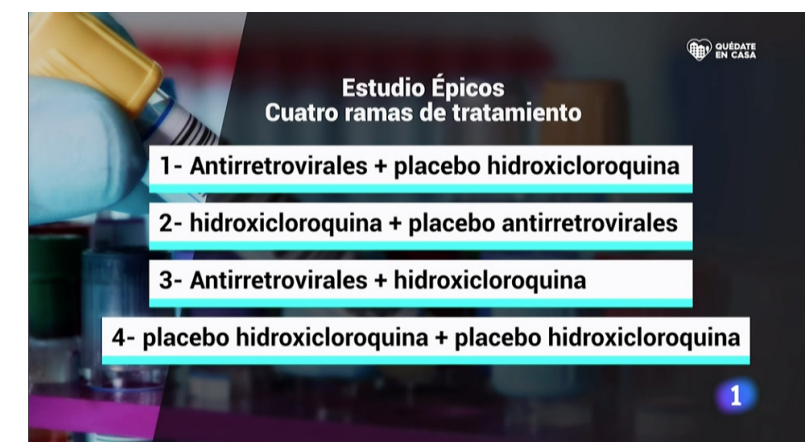 QUÉDATE
EN CASA
Estudio Épicos
Cuatro ramas de tratamiento
1- Antirretrovirales + placebo hidroxicloroquina
2- hidroxicloroquina + placebo antirretrovirales
3- Antirretrovirales + hidroxicloroquina
4- placebo hidroxicloroquina + placebo hidroxicloroquina
1